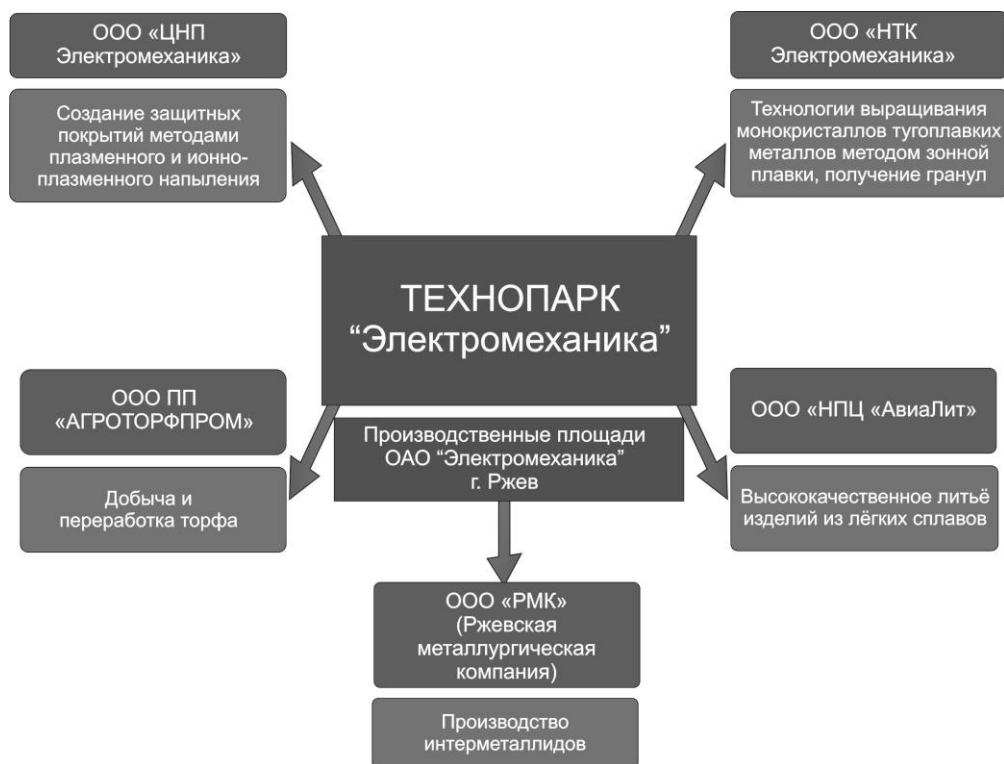 ООО «ЦНП
Электромеханика»
Создание защитных
покрытий методами
плазменного и ионно-
плазменного напыления
ООО «НТК
Электромеханика»
Технологии выращивания
монокристаллов тугоплавких
металлов методом зонной
плавки, получение гранул
ТЕХНОПАРК
“Электромеханика”
Производственные площади
ОАО “Электромеханика”
г. Ржев
ООО ПП
«АГРОТОРФПРОМ»
Добыча и
переработка торфа
ООО «НПЦ «АвиаЛит»
Высококачественное литьё
изделий из лёгких сплавов
ООО «РМК»
(Ржевская
металлургическая
компания)
Производство
интерметаллидов